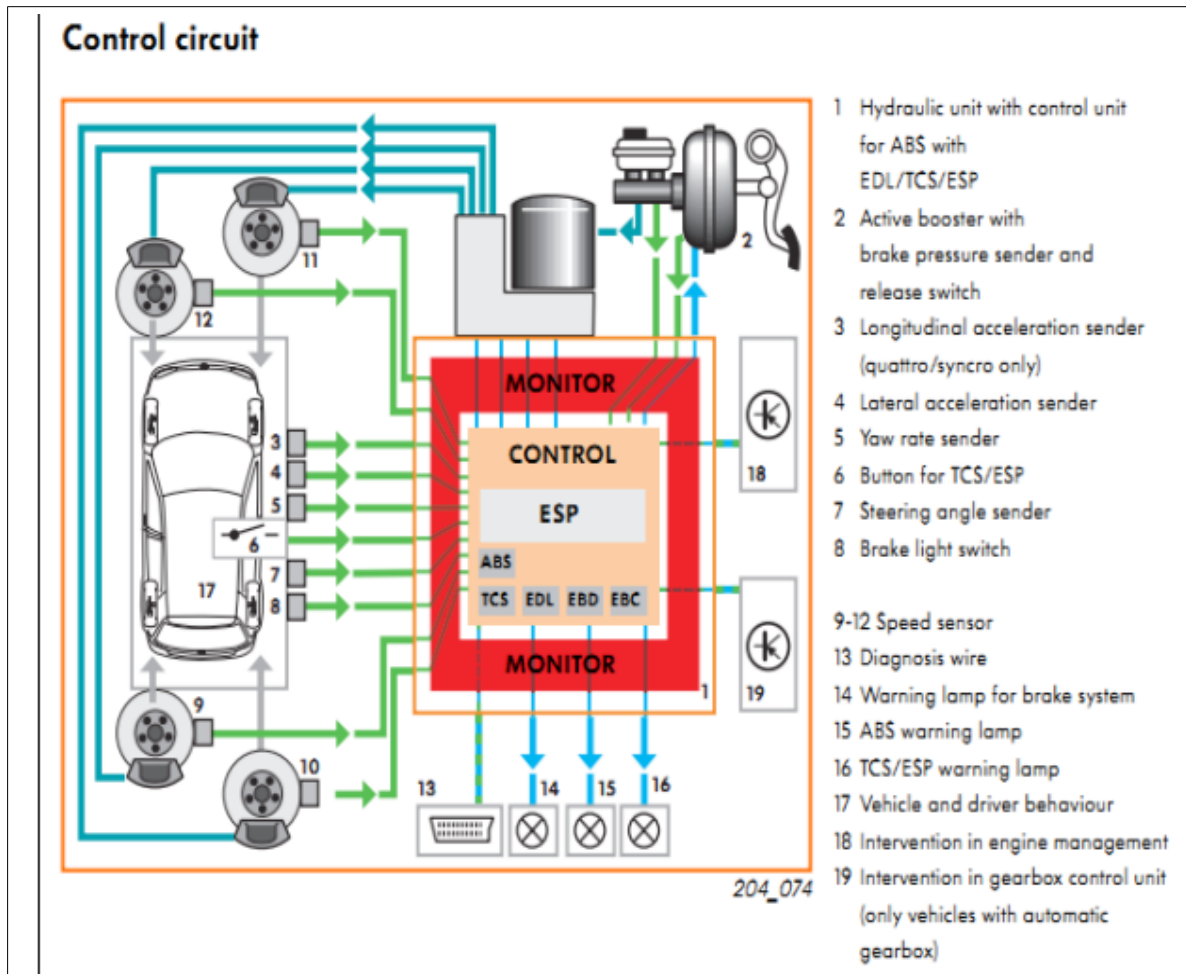 Control circuit
11
12
2
MONITOR
CONTROL
ESP
ABS
TCS EDL EBD EBC
MONITOR
1
3
4
5
6
7
8
17
9
10
18
19
13
14
15
16
204_074
1 Hydraulic unit with control unit
for ABS with
EDL/TCS/ESP
2 Active booster with
brake pressure sender and
release switch
3 Longitudinal acceleration sender
(quattro/syncro only)
4 Lateral acceleration sender
5 Yaw rate sender
6 Button for TCS/ESP
7 Steering angle sender
8 Brake light switch
9-12 Speed sensor
13 Diagnosis wire
14 Warning lamp for brake system
15 ABS warning lamp
16 TCS/ESP warning lamp
17 Vehicle and driver behaviour
18 Intervention in engine management
19 Intervention in gearbox control unit
(only vehicles with automatic
gearbox)